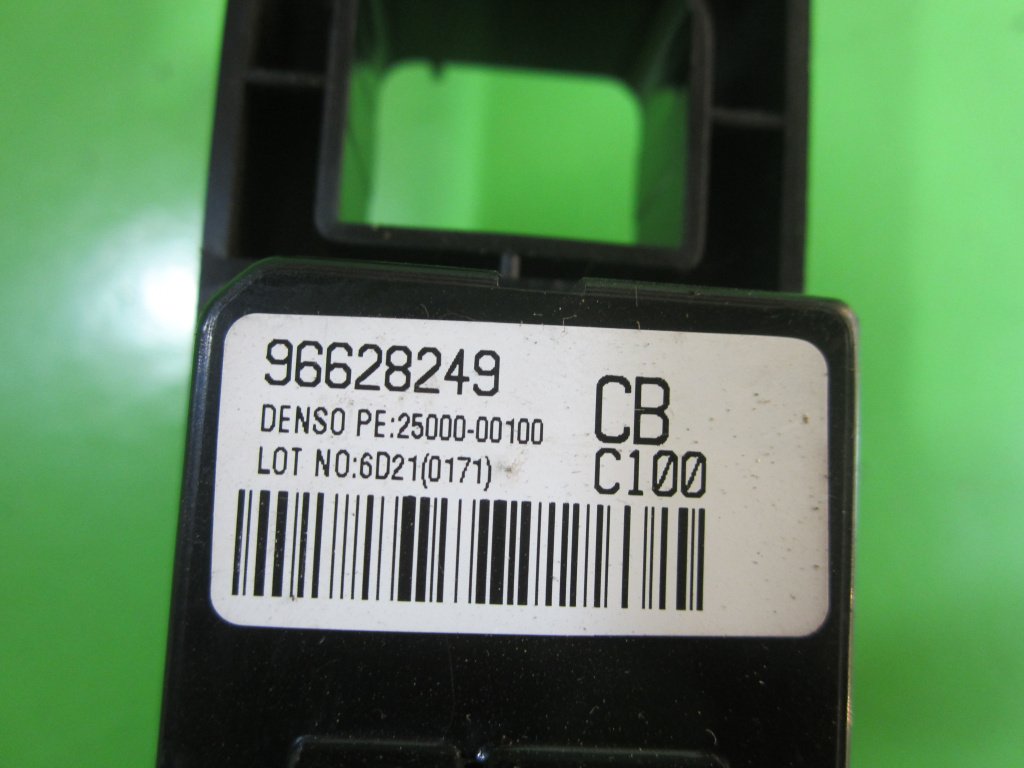 96628249
DENSO PE:25000-00100
LOT NO:6D21(0171)
CB
C100